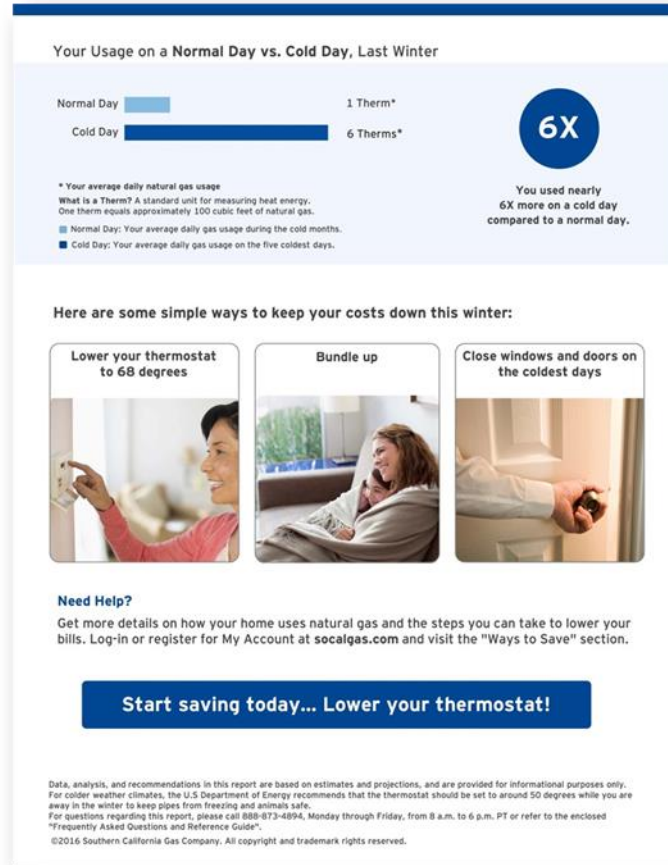 Your Usage on a Normal Day vs. Cold Day, Last Winter
Normal Day
1 Therm*
Cold Day
6 Therms*
6X
You used nearly
6X more on a cold day
compared to a normal day.
* Your average daily natural gas usage
What is a Therm? A standard unit for measuring heat energy.
One therm equals approximately 100 cubic feet of natural gas.
Normal Day: Your average daily gas usage during the cold months.
Cold Day: Your average daily gas usage on the five coldest days.
Here are some simple ways to keep your costs down this winter:
Lower your thermostat
to 68 degrees
Bundle up
Close windows and doors on
the coldest days
Need Help?
Get more details on how your home uses natural gas and the steps you can take to lower your
bills. Log-in or register for My Account at socalgas.com and visit the "Ways to Save" section.
Start saving today... Lower your thermostat!
Data, analysis, and recommendations in this report are based on estimates and projections, and are provided for informational purposes only.
For colder weather climates, the U.S Department of Energy recommends that the thermostat should be set to around 50 degrees while you are
away in the winter to keep pipes from freezing and animals safe.
For questions regarding this report, please call 888-873-4894, Monday through Friday, from 8 a.m. to 6 p.m. PT or refer to the enclosed
"Frequently Asked Questions and Reference Guide".
©2016 Southern California Gas Company. All copyright and trademark rights reserved.